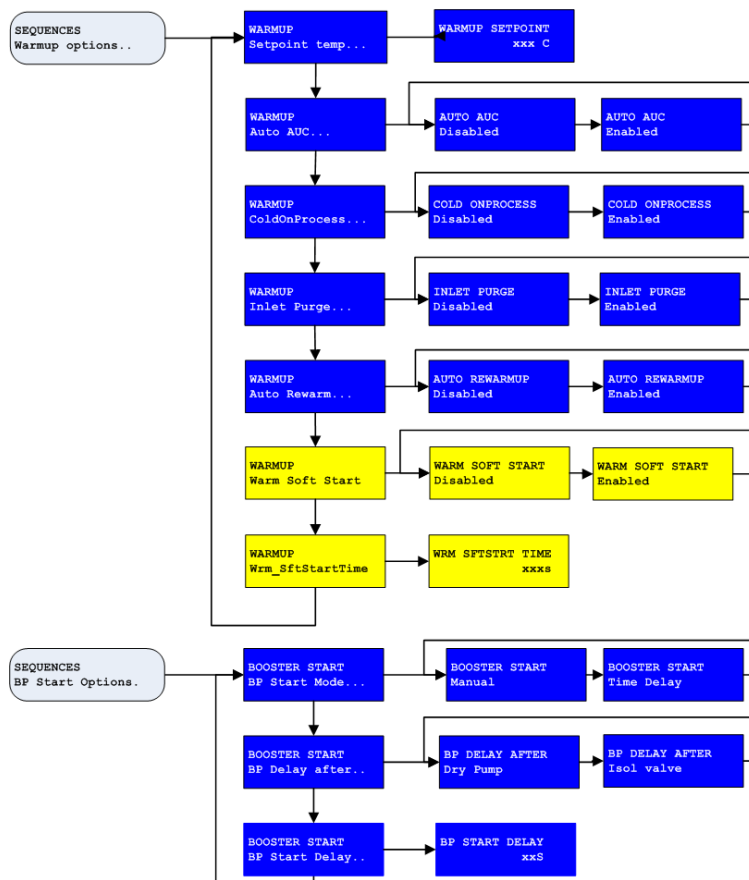 SEQUENCES
Warmup options..
WARMUP
Setpoint temp...
WARMUP SETPOINT
xxx C
WARMUP
Auto AUC...
AUTO AUC
Disabled
AUTO AUC
Enabled
WARMUP
ColdOnProcess...
COLD ONPROCESS
Disabled
COLD ONPROCESS
Enabled
WARMUP
Inlet Purge...
INLET PURGE
Disabled
INLET PURGE
Enabled
WARMUP
Auto Rewarm...
AUTO REWARMUP
Disabled
AUTO REWARMUP
Enabled
WARMUP
Warm Soft Start
WARM SOFT START
Disabled
WARM SOFT START
Enabled
WARMUP
Wrm_SftStartTime
WRM SFTSTRT TIME
xxxs
SEQUENCES
BP Start Options.
BOOSTER START
BP Start Mode...
BOOSTER START
Manual
BOOSTER START
Time Delay
BOOSTER START
BP Delay after..
BP DELAY AFTER
Dry Pump
BP DELAY AFTER
Isol valve
BOOSTER START
BP Start Delay..
BP START DELAY
xxS